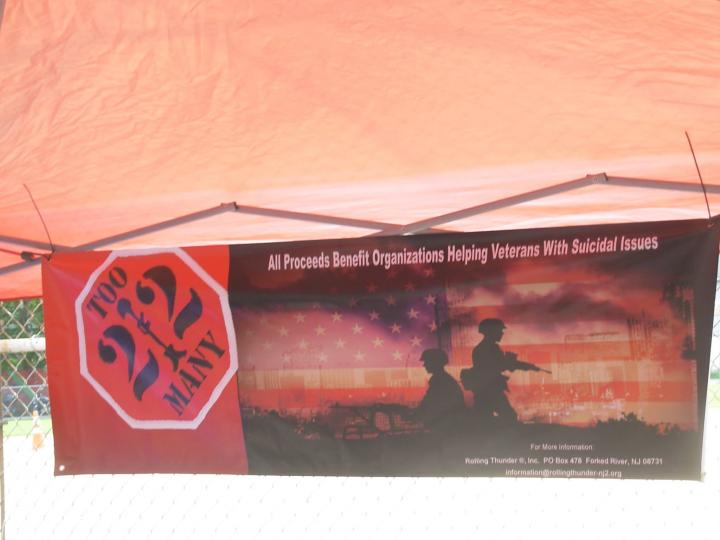 All Proceeds Benefit Organizations Helping Veterans With Suicidal Issues
TOO
22
MANY
For More Information:
Rolling Thunder ®, Inc. PO Box 478 Forked River, NJ 08731
information@rollingthunder-nj2.org